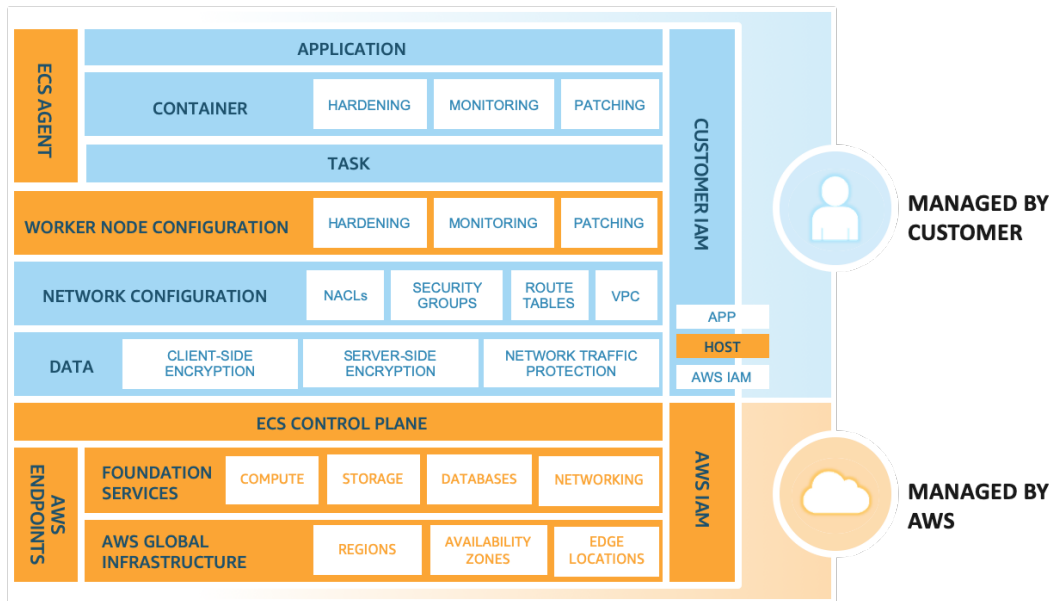 ECS AGENT
APPLICATION
CONTAINER
HARDENING
MONITORING
PATCHING
TASK
WORKER NODE CONFIGURATION
HARDENING
MONITORING
PATCHING
NETWORK CONFIGURATION
NACLs
SECURITY
GROUPS
ROUTE
TABLES
VPC
DATA
CLIENT-SIDE
ENCRYPTION
SERVER-SIDE
ENCRYPTION
NETWORK TRAFFIC
PROTECTION
CUSTOMER IAM
APP
HOST
AWS IAM
MANAGED BY
CUSTOMER
ECS CONTROL PLANE
AWS
ENDPOINTS
FOUNDATION
SERVICES
COMPUTE
STORAGE
DATABASES
NETWORKING
AWS GLOBAL
INFRASTRUCTURE
REGIONS
AVAILABILITY
ZONES
EDGE
LOCATIONS
AWS IAM
MANAGED BY
AWS